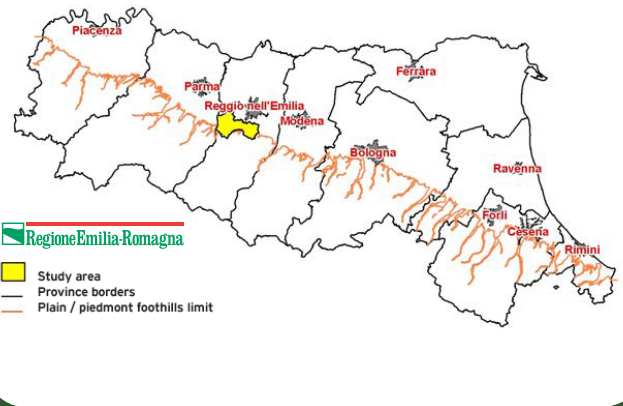 Piacenza
Parma
Ferrara
Reggio nell'Emilia
Modena
Bologna
Ravenna
Forlì
Cesena
Rimini
RegioneEmilia-Romagna
Study area
Province borders
Plain / piedmont foothills limit